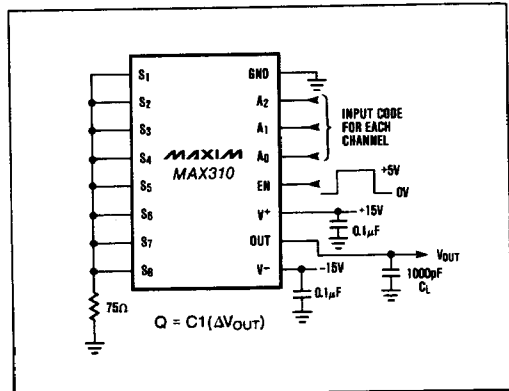 S1
S2
S3
S4
S5
S6
S7
S8
MAXIM
MAX310
GND
A2
A1
A0
EN
V+
OUT
V−
INPUT CODE
FOR EACH
CHANNEL
+5V
0V
+15V
0.1μF
VOUT
1000pF
CL
−15V
0.1μF
75Ω
Q = C1(ΔVOUT)